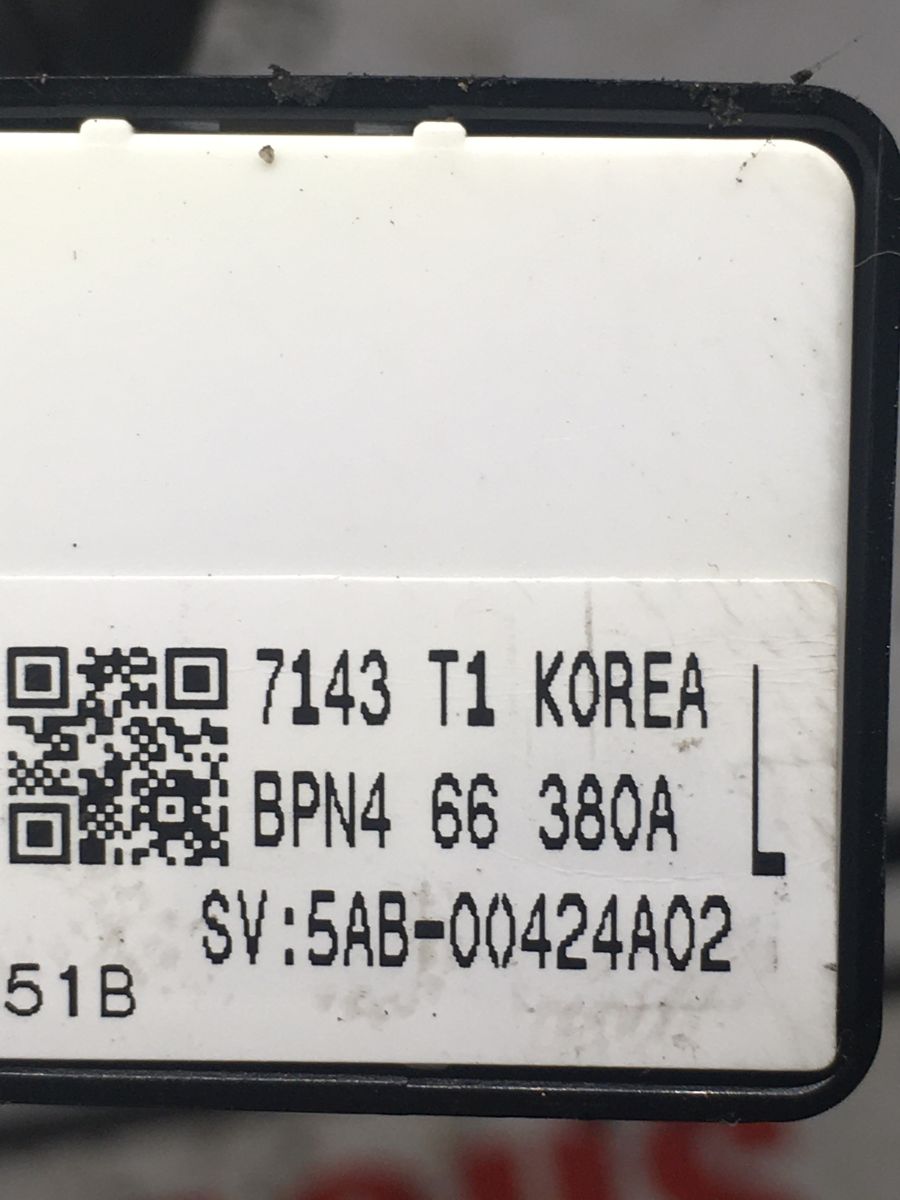 7143 T1 KOREA
BPN4 66 380A
L
SV:5AB-00424A02
51B